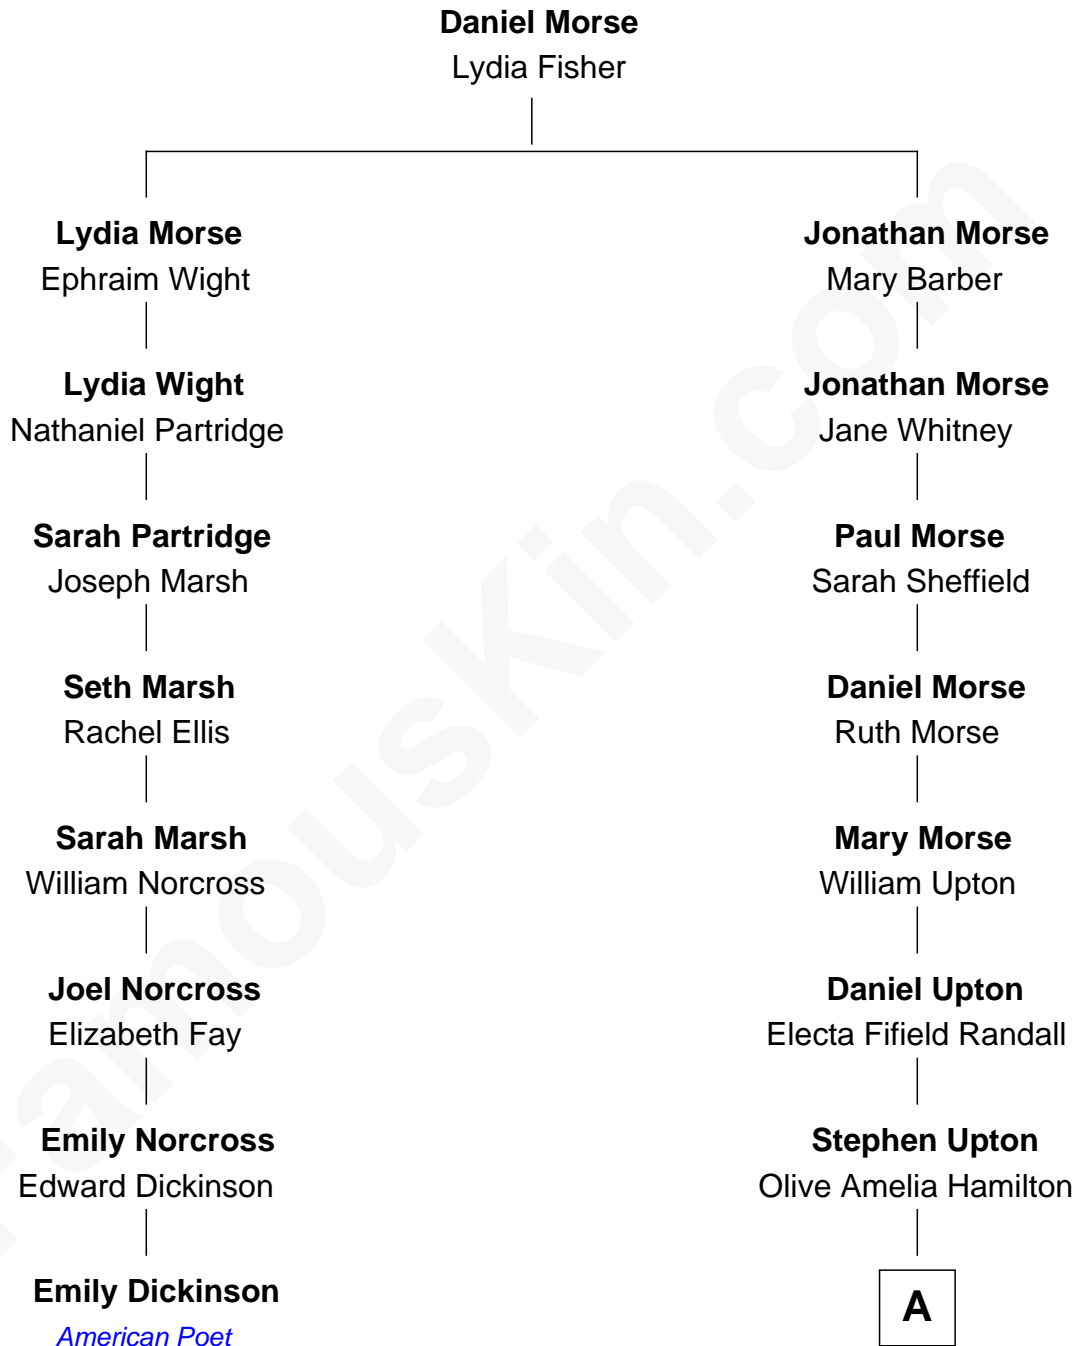 Daniel Morse
Lydia Fisher
Lydia Morse
Ephraim Wight
Jonathan Morse
Mary Barber
Lydia Wight
Nathaniel Partridge
Jonathan Morse
Jane Whitney
Sarah Partridge
Joseph Marsh
Paul Morse
Sarah Sheffield
Seth Marsh
Rachel Ellis
Daniel Morse
Ruth Morse
Sarah Marsh
William Norcross
Mary Morse
William Upton
Joel Norcross
Elizabeth Fay
Daniel Upton
Electa Fifield Randall
Emily Norcross
Edward Dickinson
Stephen Upton
Olive Amelia Hamilton
Emily Dickinson
American Poet
A
FamousKin.com